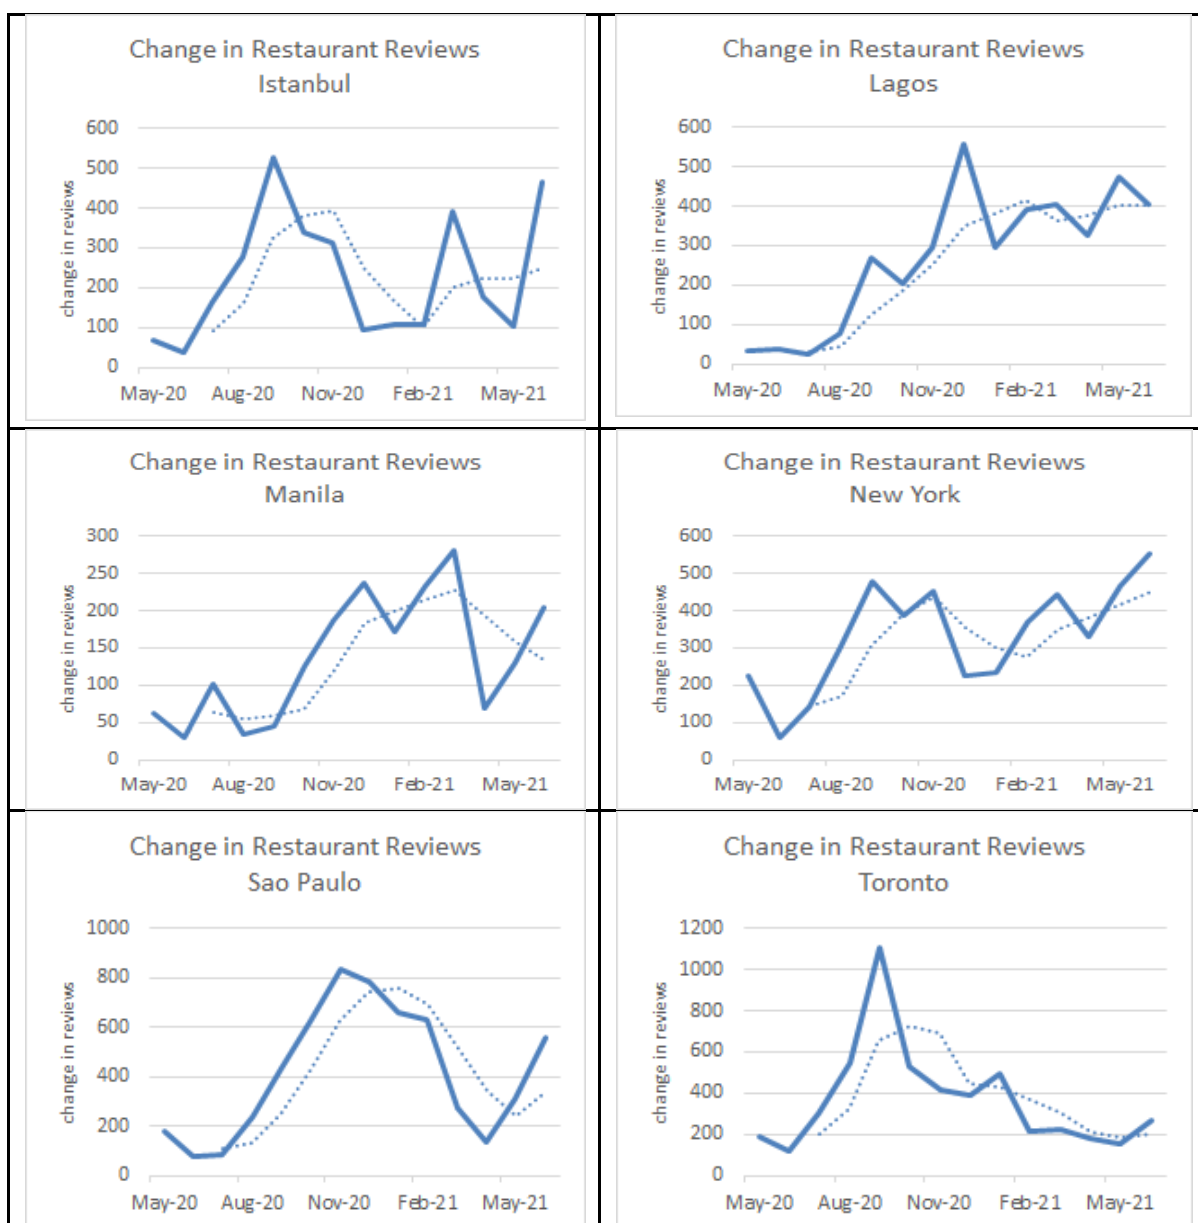 Change in Restaurant Reviews
Istanbul
600
500
400
300
200
100
0
change in reviews
May-20 Aug-20 Nov-20 Feb-21 May-21
Change in Restaurant Reviews
Lagos
600
500
400
300
200
100
0
change in reviews
May-20 Aug-20 Nov-20 Feb-21 May-21
Change in Restaurant Reviews
Manila
300
250
200
150
100
50
0
change in reviews
May-20 Aug-20 Nov-20 Feb-21 May-21
Change in Restaurant Reviews
New York
600
500
400
300
200
100
0
change in reviews
May-20 Aug-20 Nov-20 Feb-21 May-21
Change in Restaurant Reviews
Sao Paulo
1000
800
600
400
200
0
change in reviews
May-20 Aug-20 Nov-20 Feb-21 May-21
Change in Restaurant Reviews
Toronto
1200
1000
800
600
400
200
0
change in reviews
May-20 Aug-20 Nov-20 Feb-21 May-21